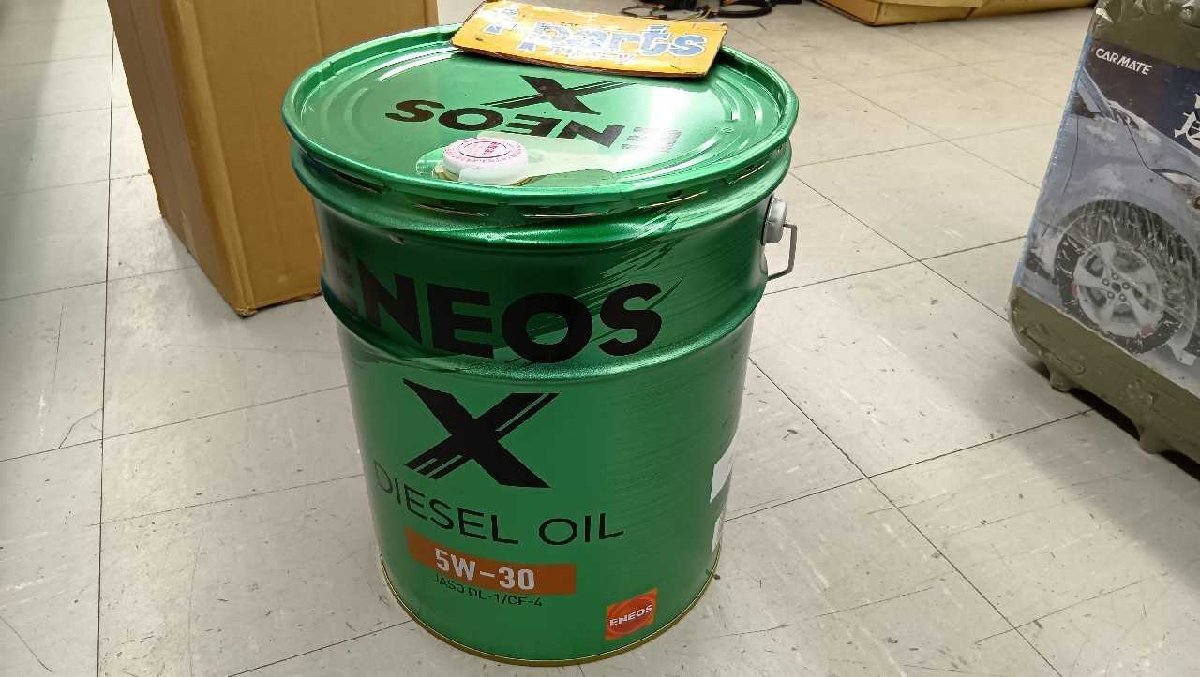 parts
ENEOS
X
ENEOS
X
DIESEL OIL
5W-30
JASO DL-1/CF-4
ENEOS
CARMATE